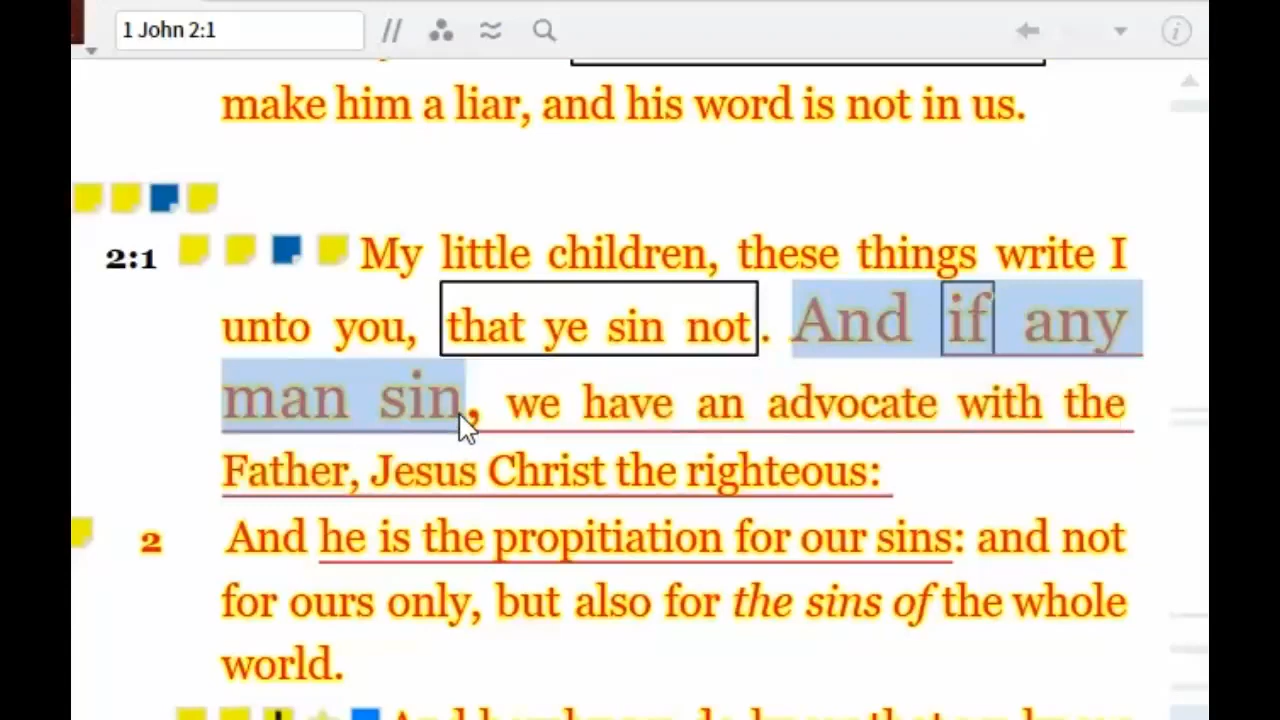 1 John 2:1
make him a liar, and his word is not in us.
2:1 My little children, these things write I
unto you, that ye sin not. And if any
man sin, we have an advocate with the
Father, Jesus Christ the righteous:
2 And he is the propitiation for our sins: and not
for ours only, but also for the sins of the whole
world.